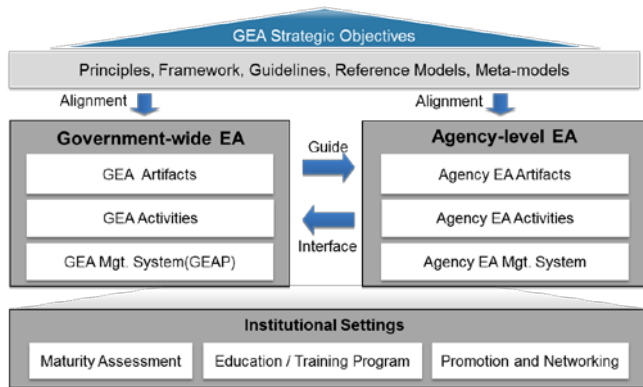 GEA Strategic Objectives
Principles, Framework, Guidelines, Reference Models, Meta-models
Alignment
Alignment
Government-wide EA
GEA Artifacts
GEA Activities
GEA Mgt. System(GEAP)
Guide
Interface
Agency-level EA
Agency EA Artifacts
Agency EA Activities
Agency EA Mgt. System
Institutional Settings
Maturity Assessment
Education / Training Program
Promotion and Networking